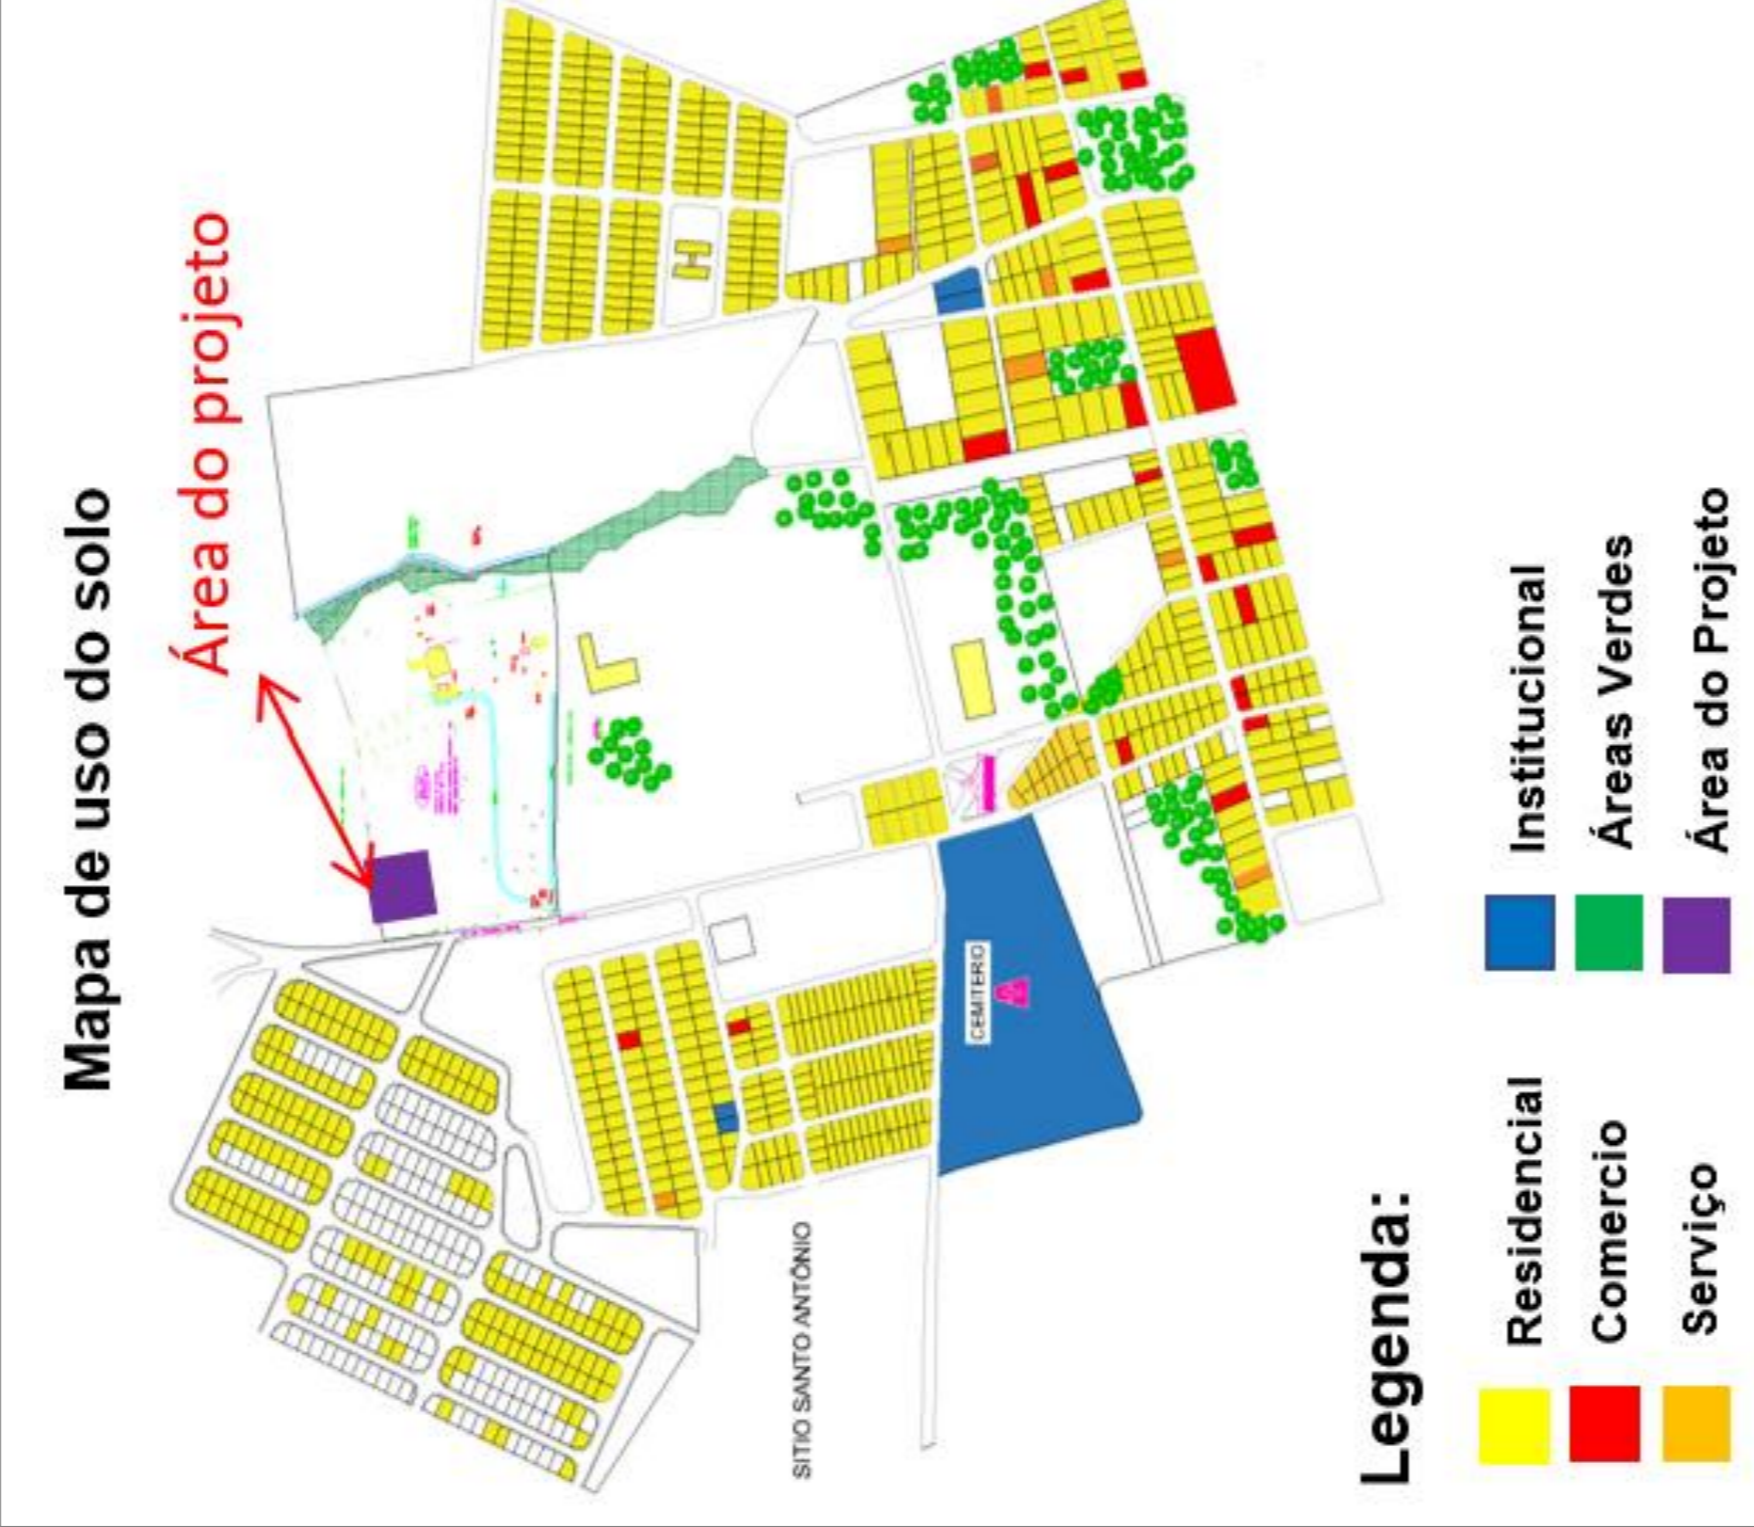 Mapa de uso do solo
Área do projeto
CEMITERIO
SITIO SANTO ANTÔNIO
Legenda:
Residencial
Institucional
Comercio
Áreas Verdes
Serviço
Área do Projeto